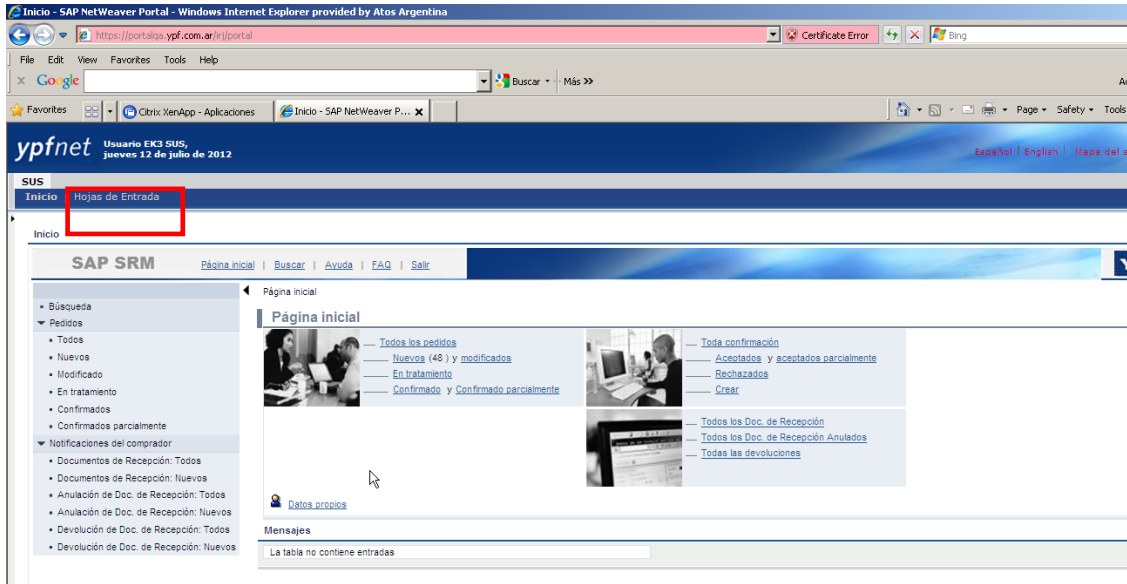 Inicio - SAP NetWeaver Portal - Windows Internet Explorer provided by Atos Argentina
https://portalqa.ypf.com.ar/irj/portal
Certificate Error
Bing
File Edit View Favorites Tools Help
x Google
Buscar
Más >>
Favorites
Citrix XenApp - Aplicaciones
Inicio - SAP NetWeaver P...
Page
Safety
Tools
ypfnet
Usuario EK3 SUS,
jueves 12 de julio de 2012
Español | English | Mapa del
SUS
Inicio Hojas de Entrada
Inicio
SAP SRM
Página inicial | Buscar | Ayuda | FAQ | Salir
Y
Página inicial
Búsqueda
Pedidos
Todos
Nuevos
Modificado
En tratamiento
Confirmados
Confirmados parcialmente
Notificaciones del comprador
Documentos de Recepción: Todos
Documentos de Recepción: Nuevos
Anulación de Doc. de Recepción: Todos
Anulación de Doc. de Recepción: Nuevos
Devolución de Doc. de Recepción: Todos
Devolución de Doc. de Recepción: Nuevos
Página inicial
Todos los pedidos
Nuevos (48 ) y modificados
En tratamiento
Confirmado y Confirmado parcialmente
Toda confirmación
Aceptados y aceptados parcialmente
Rechazados
Crear
Todos los Doc. de Recepción
Todos los Doc. de Recepción Anulados
Todas las devoluciones
Datos propios
Mensajes
La tabla no contiene entradas